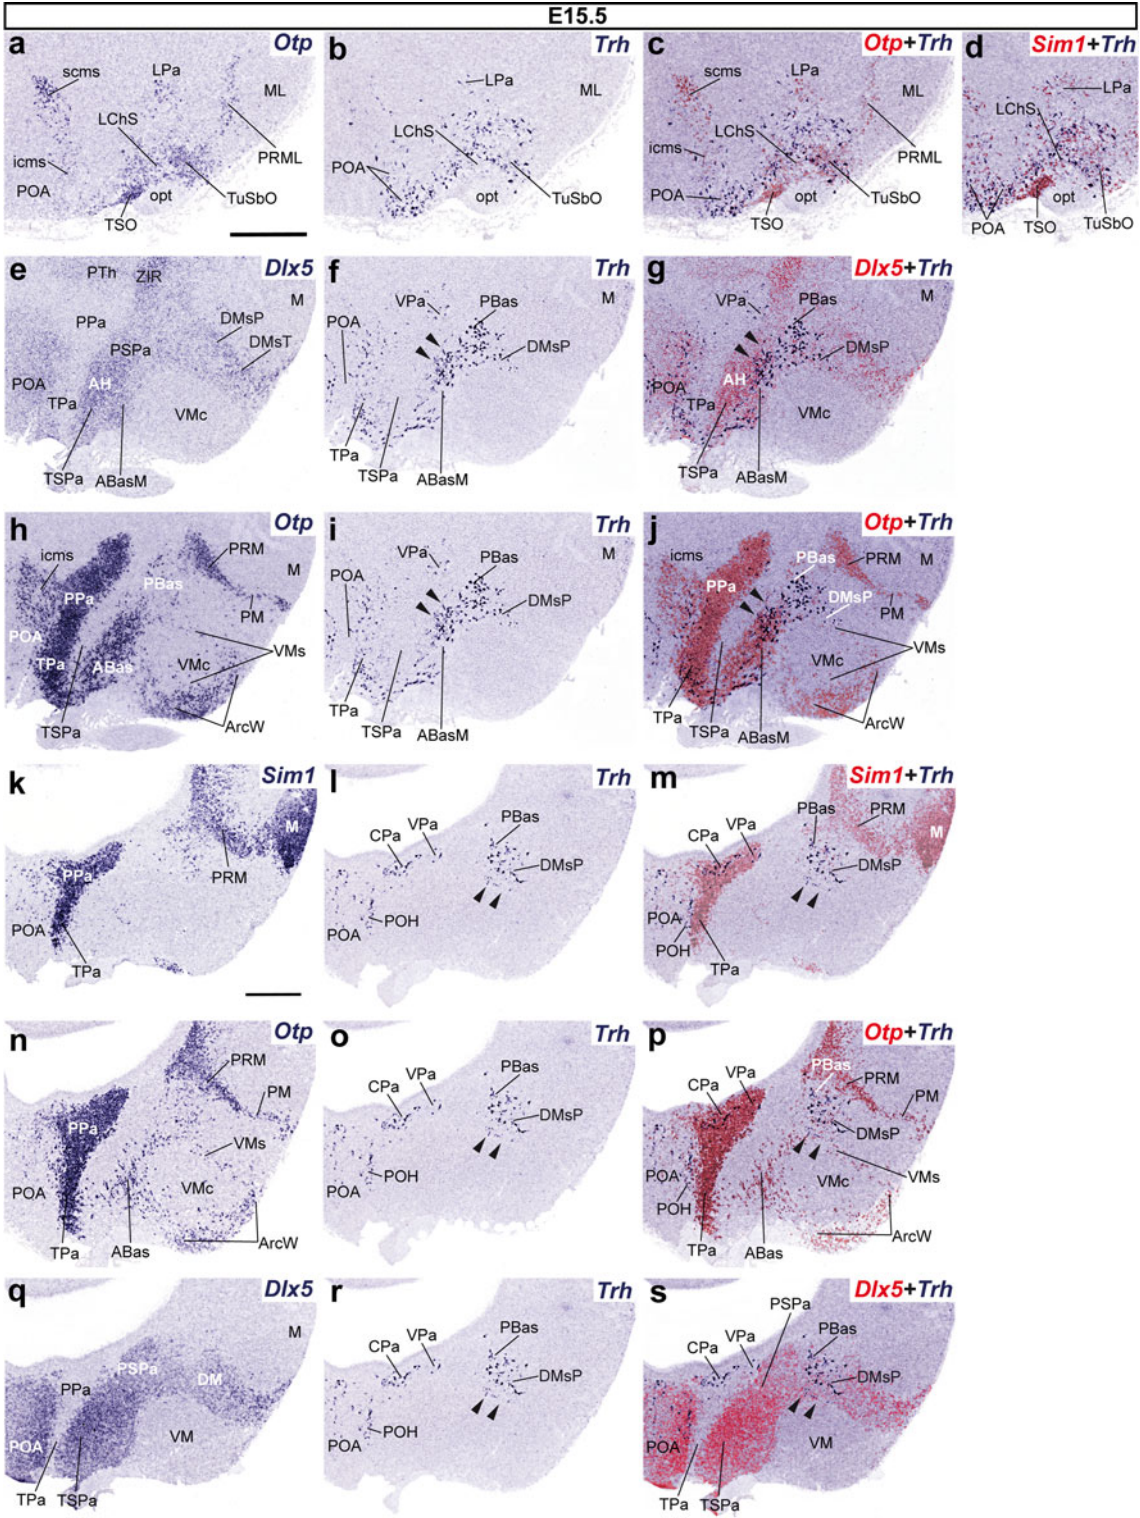 E15.5
a Otp
scms
LPa
ML
LChS
icms
POA
TSO
opt
TuSbO
PRML
b Trh
LPa
ML
LChS
POA
opt
TuSbO
c Otp+Trh
scms
LPa
ML
LChS
icms
POA
TSO
opt
TuSbO
PRML
d Sim1+Trh
LPa
LChS
opt
POA
TSO
TuSbO
e Dlx5
PTh
ZIR
M
PPa
DMsP
PSPa
DMsT
POA
AH
TPa
VMc
TSPa
ABasM
f Trh
VPa
PBas
M
POA
DMsP
TPa
TSPa
ABasM
g Dlx5+Trh
VPa
PBas
M
DMsP
POA
AH
TPa
VMc
TSPa
ABasM
h Otp
icms
PRM
PBas
M
PPa
PM
POA
VMs
TPa
ABas
VMc
TSPa
ArcW
i Trh
VPa
PBas
M
POA
DMsP
TPa
TSPa
ABasM
j Otp+Trh
icms
PBas
PRM
M
PPa
DMsP
PM
VMs
VMc
TPa
TSPa
ABasM
ArcW
k Sim1
M
PPa
PRM
POA
TPa
l Trh
CPa
VPa
PBas
DMsP
POH
POA
m Sim1+Trh
PBas
PRM
CPa
VPa
M
DMsP
POA
POH
TPa
n Otp
PRM
PM
PPa
VMs
POA
VMc
TPa
ABas
ArcW
o Trh
CPa
VPa
PBas
DMsP
POH
POA
p Otp+Trh
CPa
VPa
PBas
PRM
PM
DMsP
POA
POH
VMc
VMs
TPa
ABas
ArcW
q Dlx5
M
PSPa
PPa
DM
POA
VM
TPa
TSPa
r Trh
CPa
VPa
PBas
DMsP
POH
POA
s Dlx5+Trh
PSPa
CPa
VPa
PBas
DMsP
POA
VM
TPa
TSPa